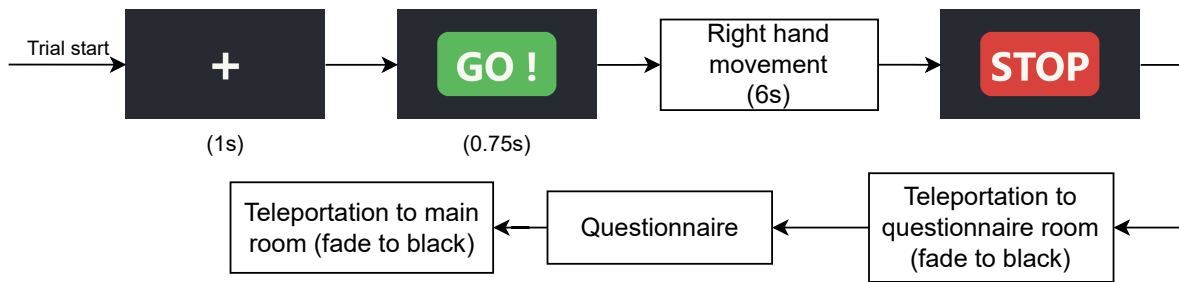 Trial start
+
(1s)
GO !
(0.75s)
Right hand
movement
(6s)
STOP
Teleportation to
questionnaire room
(fade to black)
Questionnaire
Teleportation to main
room (fade to black)